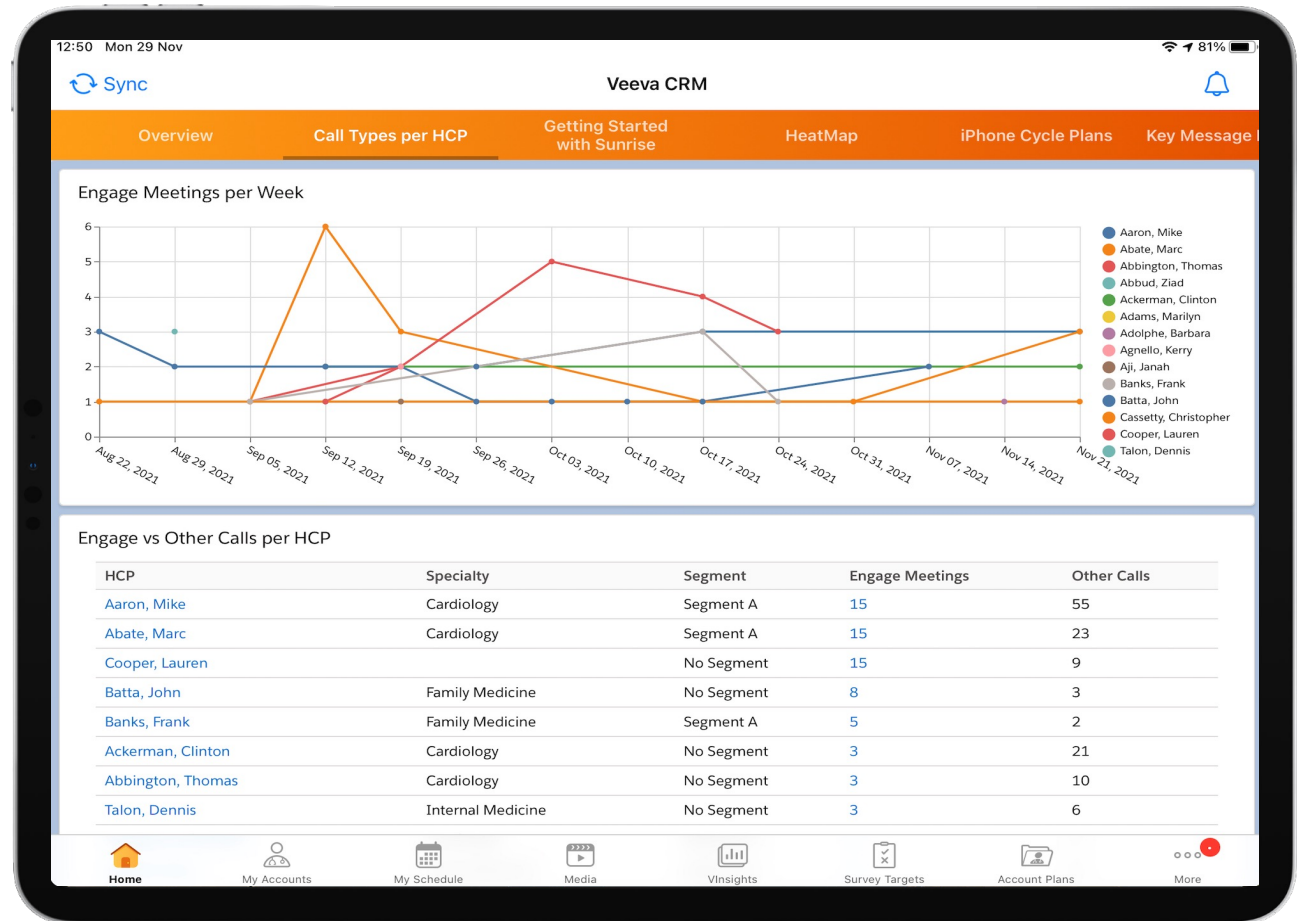 12:50 Mon 29 Nov
81%
Sync
Veeva CRM
Overview
Call Types per HCP
Getting Started
with Sunrise
HeatMap
iPhone Cycle Plans
Key Message
Engage Meetings per Week
6
5
4
3
2
1
0
Aug 22, 2021
Aug 29, 2021
Sep 05, 2021
Sep 12, 2021
Sep 19, 2021
Sep 26, 2021
Oct 03, 2021
Oct 10, 2021
Oct 17, 2021
Oct 24, 2021
Oct 31, 2021
Nov 07, 2021
Nov 14, 2021
Nov 21, 2021
Aaron, Mike
Abate, Marc
Abbington, Thomas
Abbud, Ziad
Ackerman, Clinton
Adams, Marilyn
Adolphe, Barbara
Agnello, Kerry
Aji, Janah
Banks, Frank
Batta, John
Cassetty, Christopher
Cooper, Lauren
Talon, Dennis
Engage vs Other Calls per HCP
HCP Specialty Segment Engage Meetings Other Calls
Aaron, Mike Cardiology Segment A 15 55
Abate, Marc Cardiology Segment A 15 23
Cooper, Lauren No Segment 15 9
Batta, John Family Medicine No Segment 8 3
Banks, Frank Family Medicine Segment A 5 2
Ackerman, Clinton Cardiology No Segment 3 21
Abbington, Thomas Cardiology No Segment 3 10
Talon, Dennis Internal Medicine No Segment 3 6
Home
My Accounts
My Schedule
Media
VInsights
Survey Targets
Account Plans
More